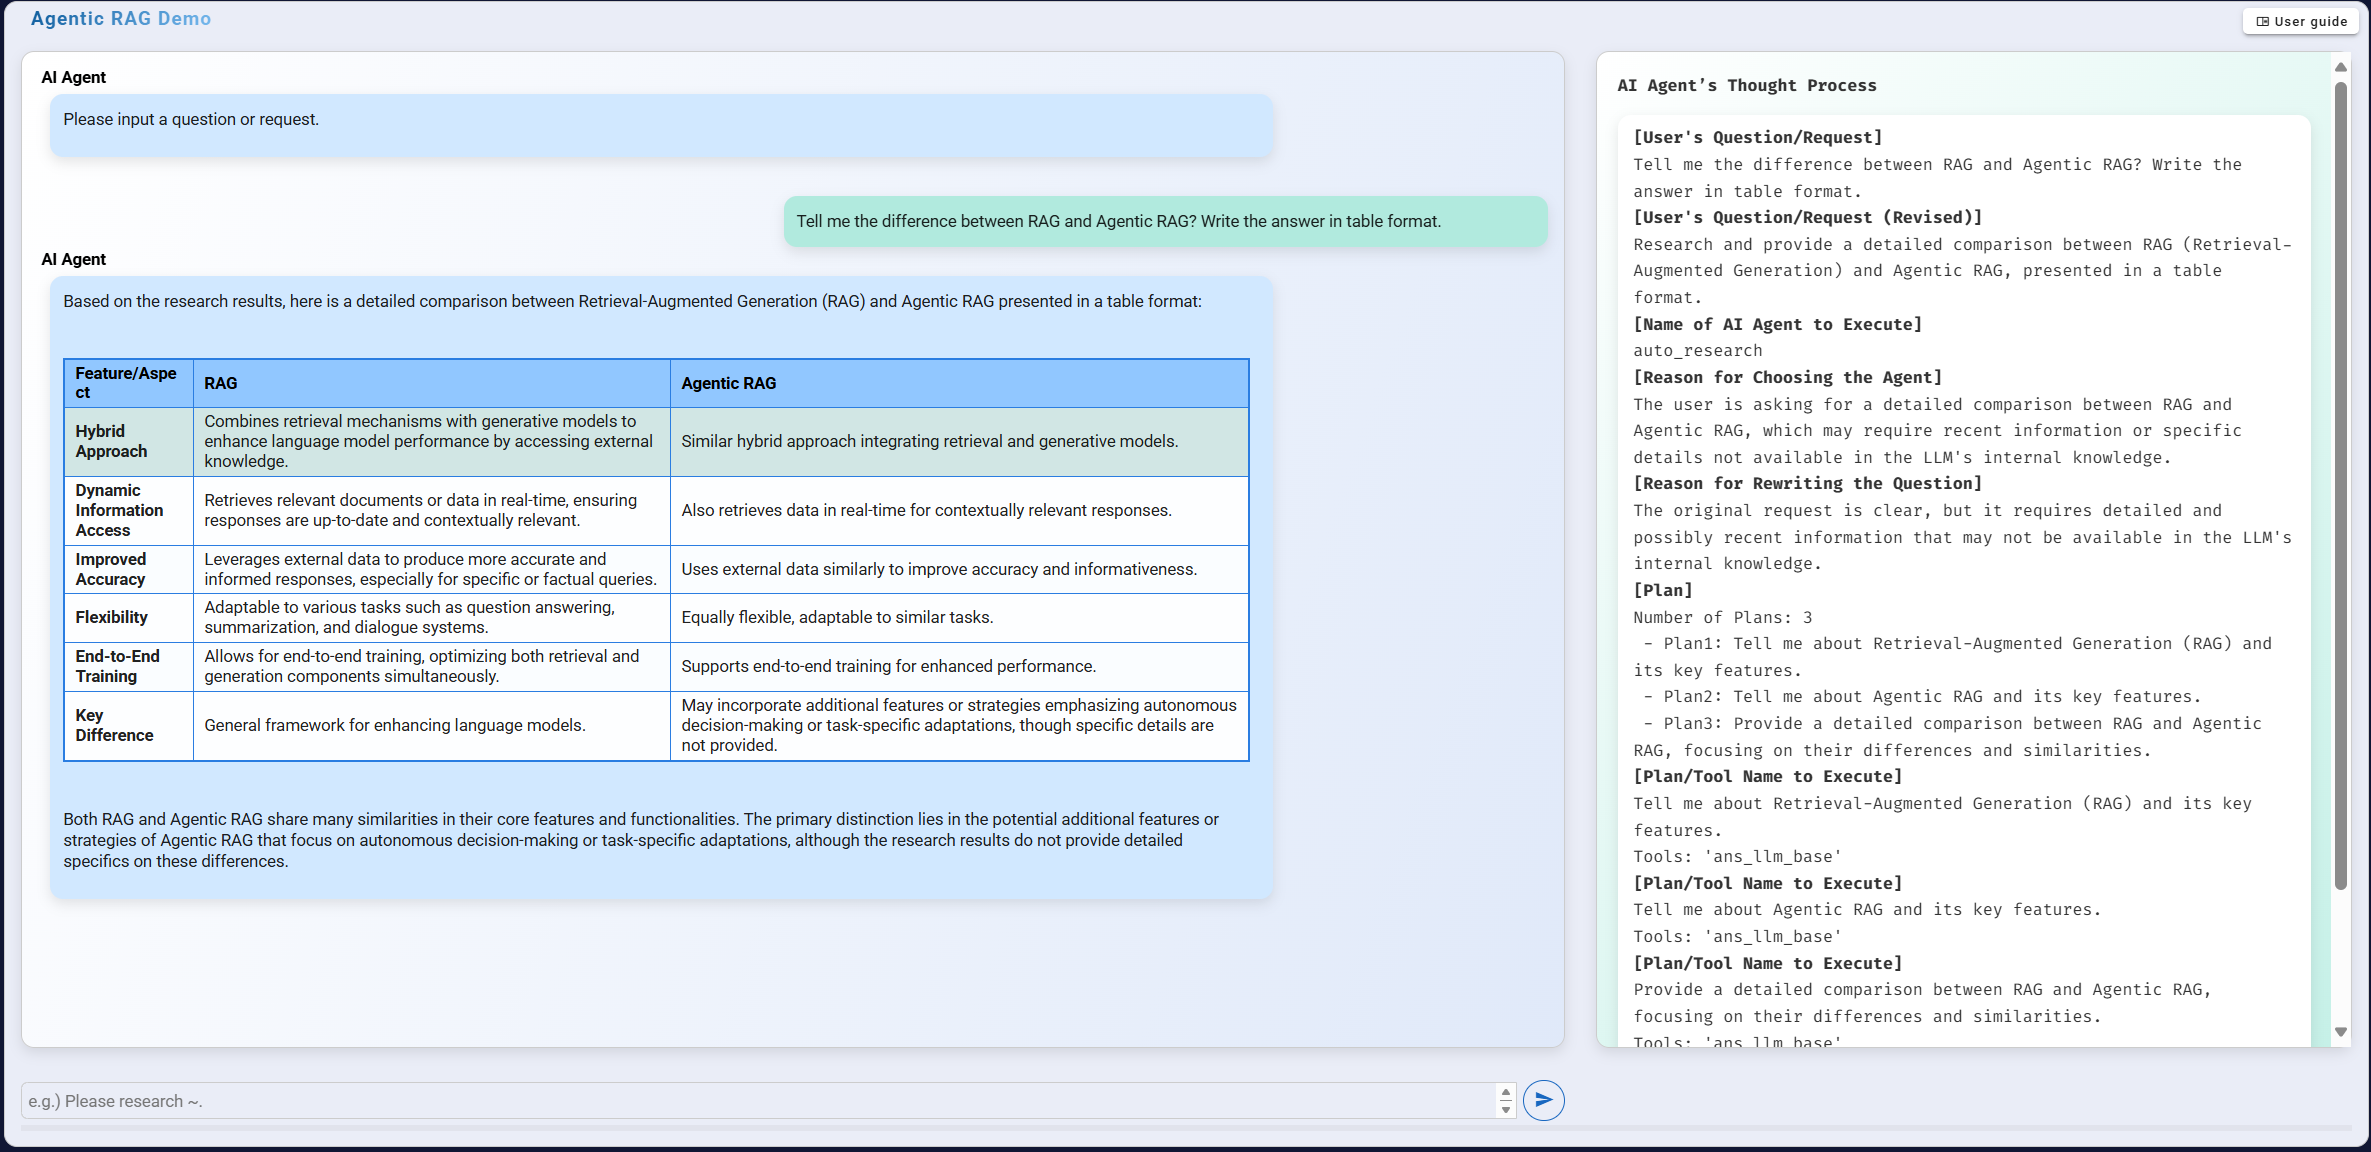 Agentic RAG Demo
User guide
AI Agent
Please input a question or request.
Tell me the difference between RAG and Agentic RAG? Write the answer in table format.
AI Agent
Based on the research results, here is a detailed comparison between Retrieval-Augmented Generation (RAG) and Agentic RAG presented in a table format:
Feature/Aspe
ct
RAG
Agentic RAG
Hybrid
Approach
Combines retrieval mechanisms with generative models to
enhance language model performance by accessing external
knowledge.
Similar hybrid approach integrating retrieval and generative models.
Dynamic
Information
Access
Retrieves relevant documents or data in real-time, ensuring
responses are up-to-date and contextually relevant.
Also retrieves data in real-time for contextually relevant responses.
Improved
Accuracy
Leverages external data to produce more accurate and
informed responses, especially for specific or factual queries.
Uses external data similarly to improve accuracy and informativeness.
Flexibility
Adaptable to various tasks such as question answering,
summarization, and dialogue systems.
Equally flexible, adaptable to similar tasks.
End-to-End
Training
Allows for end-to-end training, optimizing both retrieval and
generation components simultaneously.
Supports end-to-end training for enhanced performance.
Key
Difference
General framework for enhancing language models.
May incorporate additional features or strategies emphasizing autonomous
decision-making or task-specific adaptations, though specific details are
not provided.
Both RAG and Agentic RAG share many similarities in their core features and functionalities. The primary distinction lies in the potential additional features or
strategies of Agentic RAG that focus on autonomous decision-making or task-specific adaptations, although the research results do not provide detailed
specifics on these differences.
e.g.) Please research ~.
AI Agent’s Thought Process
[User's Question/Request]
Tell me the difference between RAG and Agentic RAG? Write the
answer in table format.
[User's Question/Request (Revised)]
Research and provide a detailed comparison between RAG (Retrieval-
Augmented Generation) and Agentic RAG, presented in a table
format.
[Name of AI Agent to Execute]
auto_research
[Reason for Choosing the Agent]
The user is asking for a detailed comparison between RAG and
Agentic RAG, which may require recent information or specific
details not available in the LLM's internal knowledge.
[Reason for Rewriting the Question]
The original request is clear, but it requires detailed and
possibly recent information that may not be available in the LLM's
internal knowledge.
[Plan]
Number of Plans: 3
- Plan1: Tell me about Retrieval-Augmented Generation (RAG) and
its key features.
- Plan2: Tell me about Agentic RAG and its key features.
- Plan3: Provide a detailed comparison between RAG and Agentic
RAG, focusing on their differences and similarities.
[Plan/Tool Name to Execute]
Tell me about Retrieval-Augmented Generation (RAG) and its key
features.
Tools: 'ans_llm_base'
[Plan/Tool Name to Execute]
Tell me about Agentic RAG and its key features.
Tools: 'ans_llm_base'
[Plan/Tool Name to Execute]
Provide a detailed comparison between RAG and Agentic RAG,
focusing on their differences and similarities.
Tools: 'ans_llm_base'